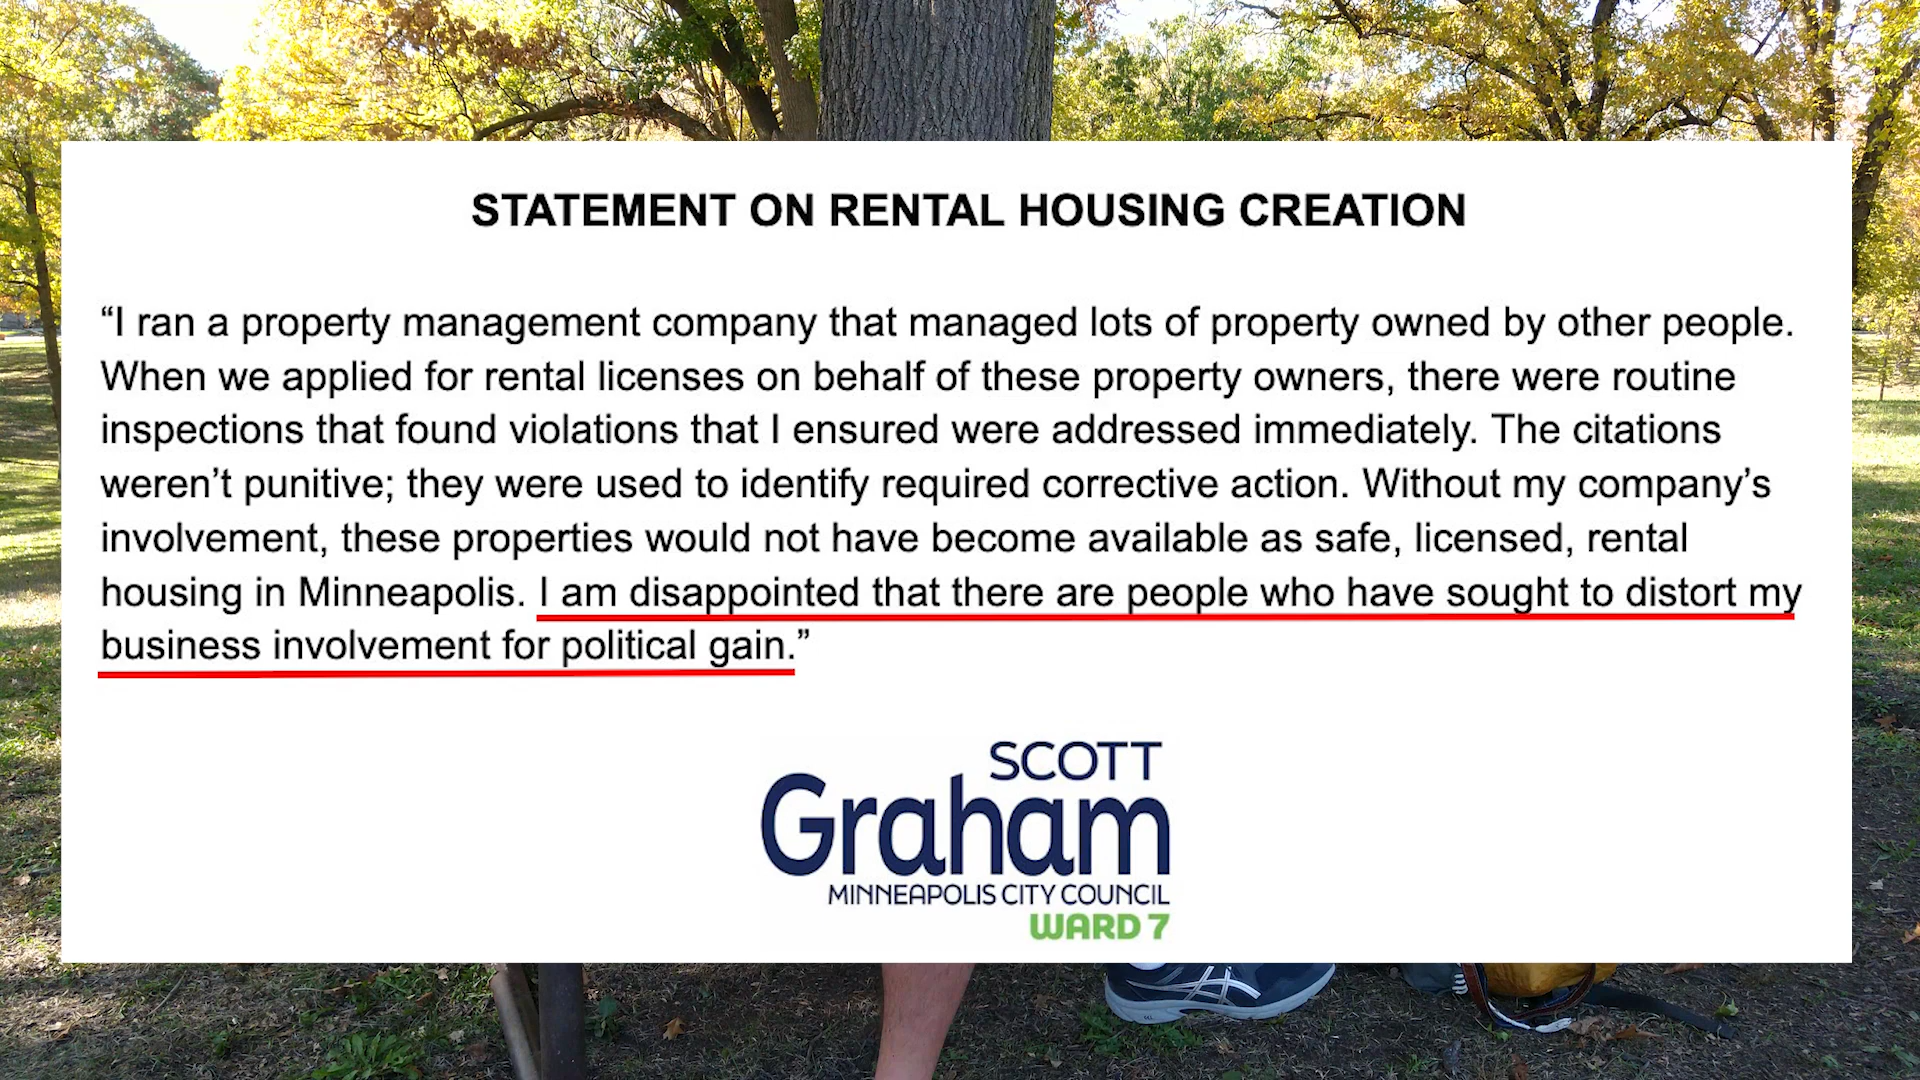 STATEMENT ON RENTAL HOUSING CREATION
“I ran a property management company that managed lots of property owned by other people.
When we applied for rental licenses on behalf of these property owners, there were routine
inspections that found violations that I ensured were addressed immediately. The citations
weren’t punitive; they were used to identify required corrective action. Without my company’s
involvement, these properties would not have become available as safe, licensed, rental
housing in Minneapolis. I am disappointed that there are people who have sought to distort my
business involvement for political gain.”
SCOTT
Graham
MINNEAPOLIS CITY COUNCIL
WARD 7